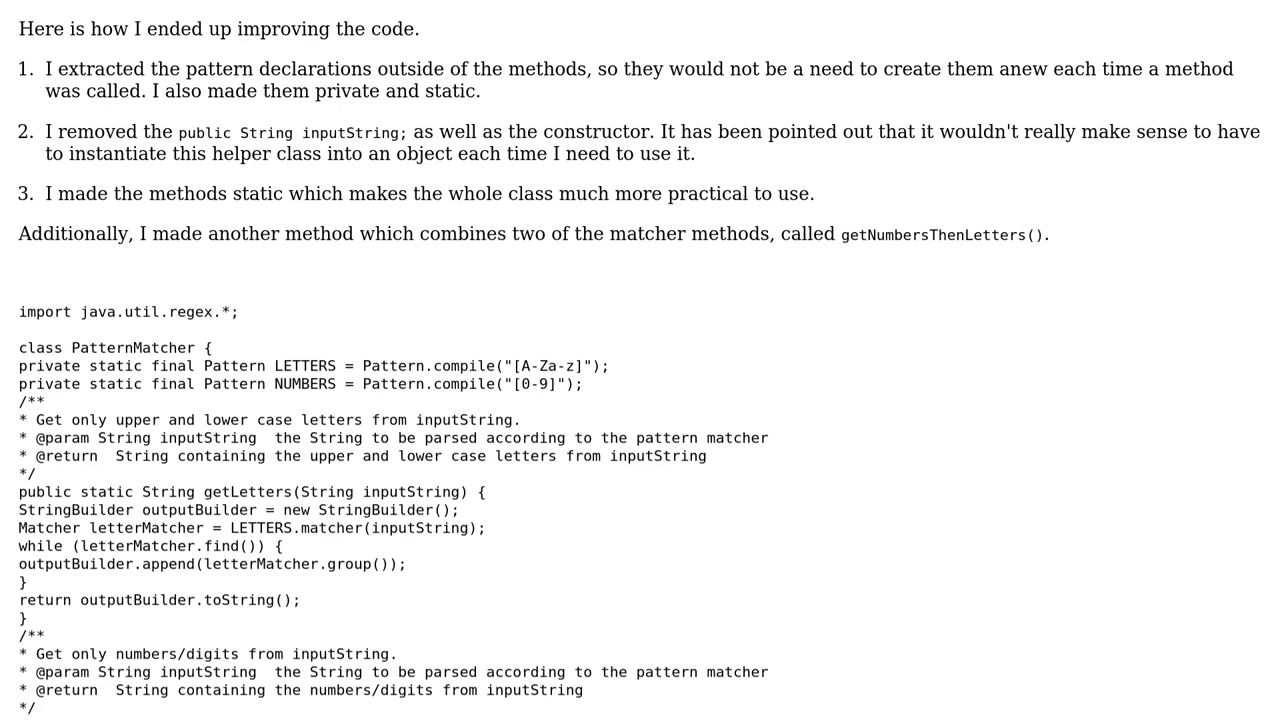 Here is how I ended up improving the code.
1. I extracted the pattern declarations outside of the methods, so they would not be a need to create them anew each time a method
was called. I also made them private and static.
2. I removed the public String inputString; as well as the constructor. It has been pointed out that it wouldn't really make sense to have
to instantiate this helper class into an object each time I need to use it.
3. I made the methods static which makes the whole class much more practical to use.
Additionally, I made another method which combines two of the matcher methods, called getNumbersThenLetters().
import java.util.regex.*;
class PatternMatcher {
private static final Pattern LETTERS = Pattern.compile("[A-Za-z]");
private static final Pattern NUMBERS = Pattern.compile("[0-9]");
/**
* Get only upper and lower case letters from inputString.
* @param String inputString  the String to be parsed according to the pattern matcher
* @return  String containing the upper and lower case letters from inputString
*/
public static String getLetters(String inputString) {
StringBuilder outputBuilder = new StringBuilder();
Matcher letterMatcher = LETTERS.matcher(inputString);
while (letterMatcher.find()) {
outputBuilder.append(letterMatcher.group());
}
return outputBuilder.toString();
}
/**
* Get only numbers/digits from inputString.
* @param String inputString  the String to be parsed according to the pattern matcher
* @return  String containing the numbers/digits from inputString
*/